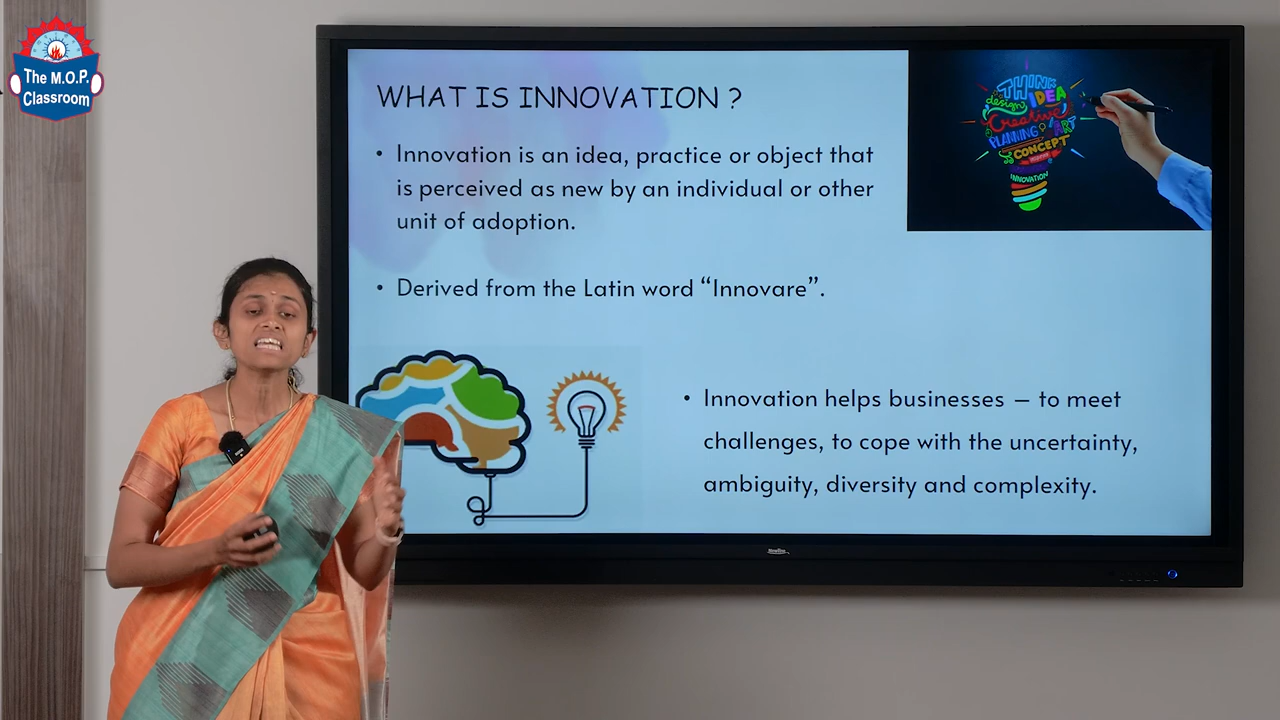 The M.O.P.
Classroom
WHAT IS INNOVATION ?
• Innovation is an idea, practice or object that
is perceived as new by an individual or other
unit of adoption.
• Derived from the Latin word “Innovare”.
• Innovation helps businesses – to meet
challenges, to cope with the uncertainty,
ambiguity, diversity and complexity.
THINK
design IDEA
Creative
PLANNING ART
CONCEPT
INNOVATION